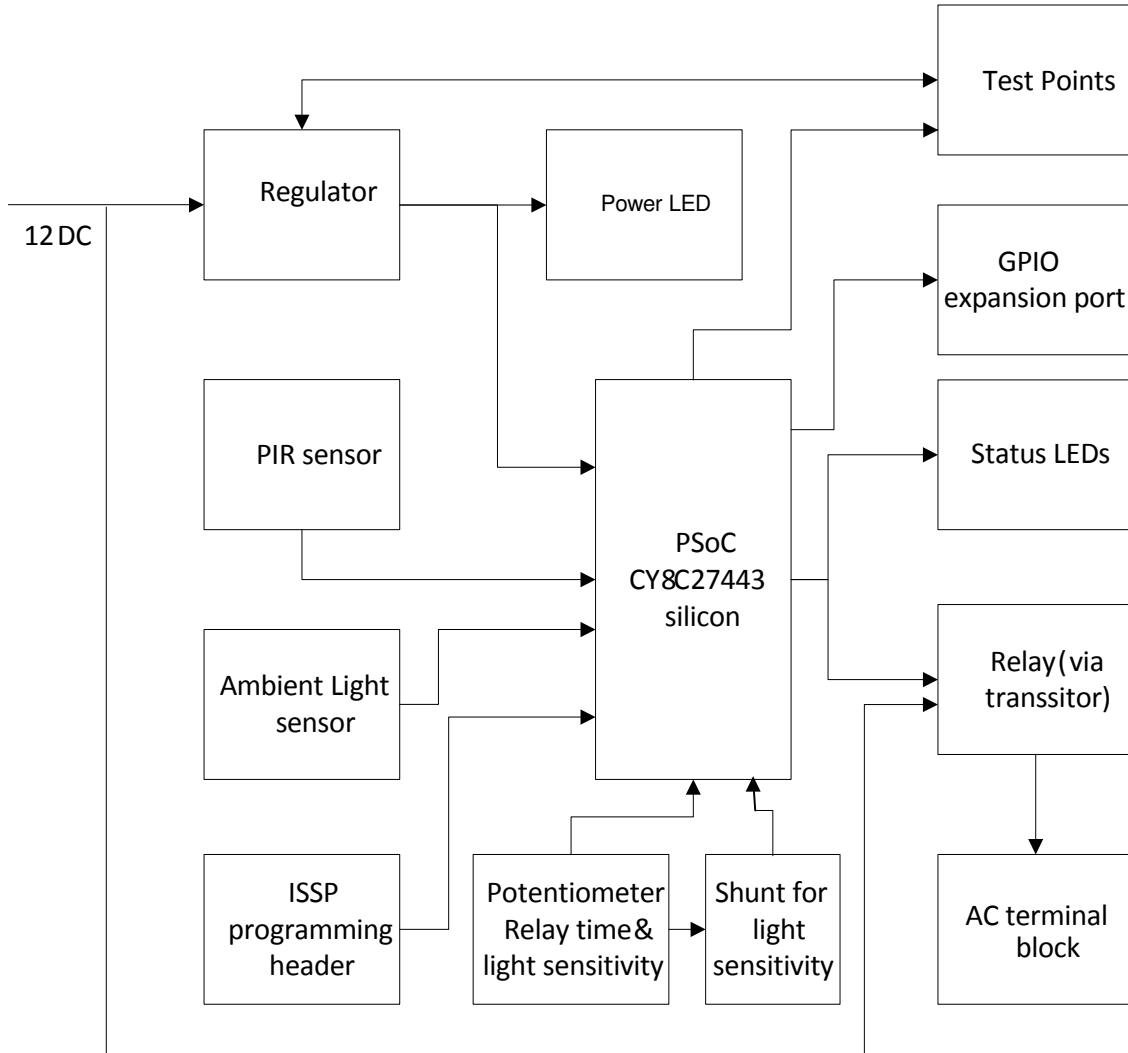 Test Points
Regulator
Power LED
12 DC
GPIO
expansion port
PIR sensor
Status LEDs
PSoC
CY8C27443
silicon
Ambient Light
sensor
Relay(via
transsitor)
ISSP
programming
header
Potentiometer
Relay time&
light sensitivity
Shunt for
light
sensitivity
AC terminal
block